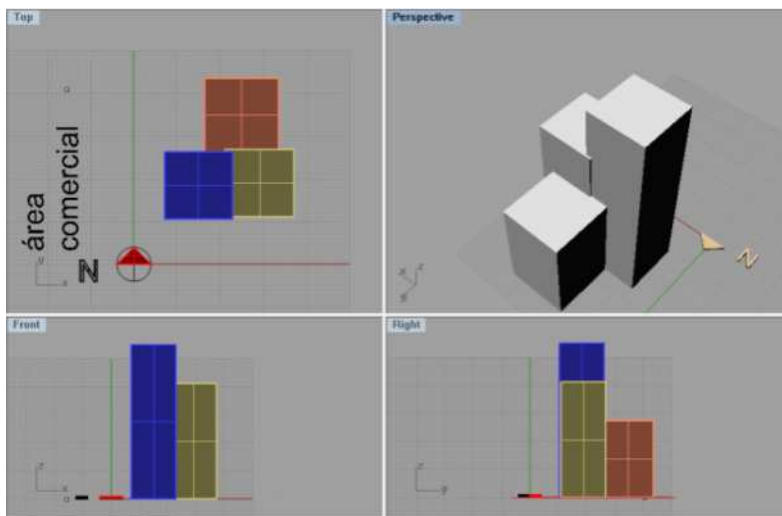 Top
área
comercial
N
y
x
Perspective
N
z
x
y
Front
z
x
Right
z
y